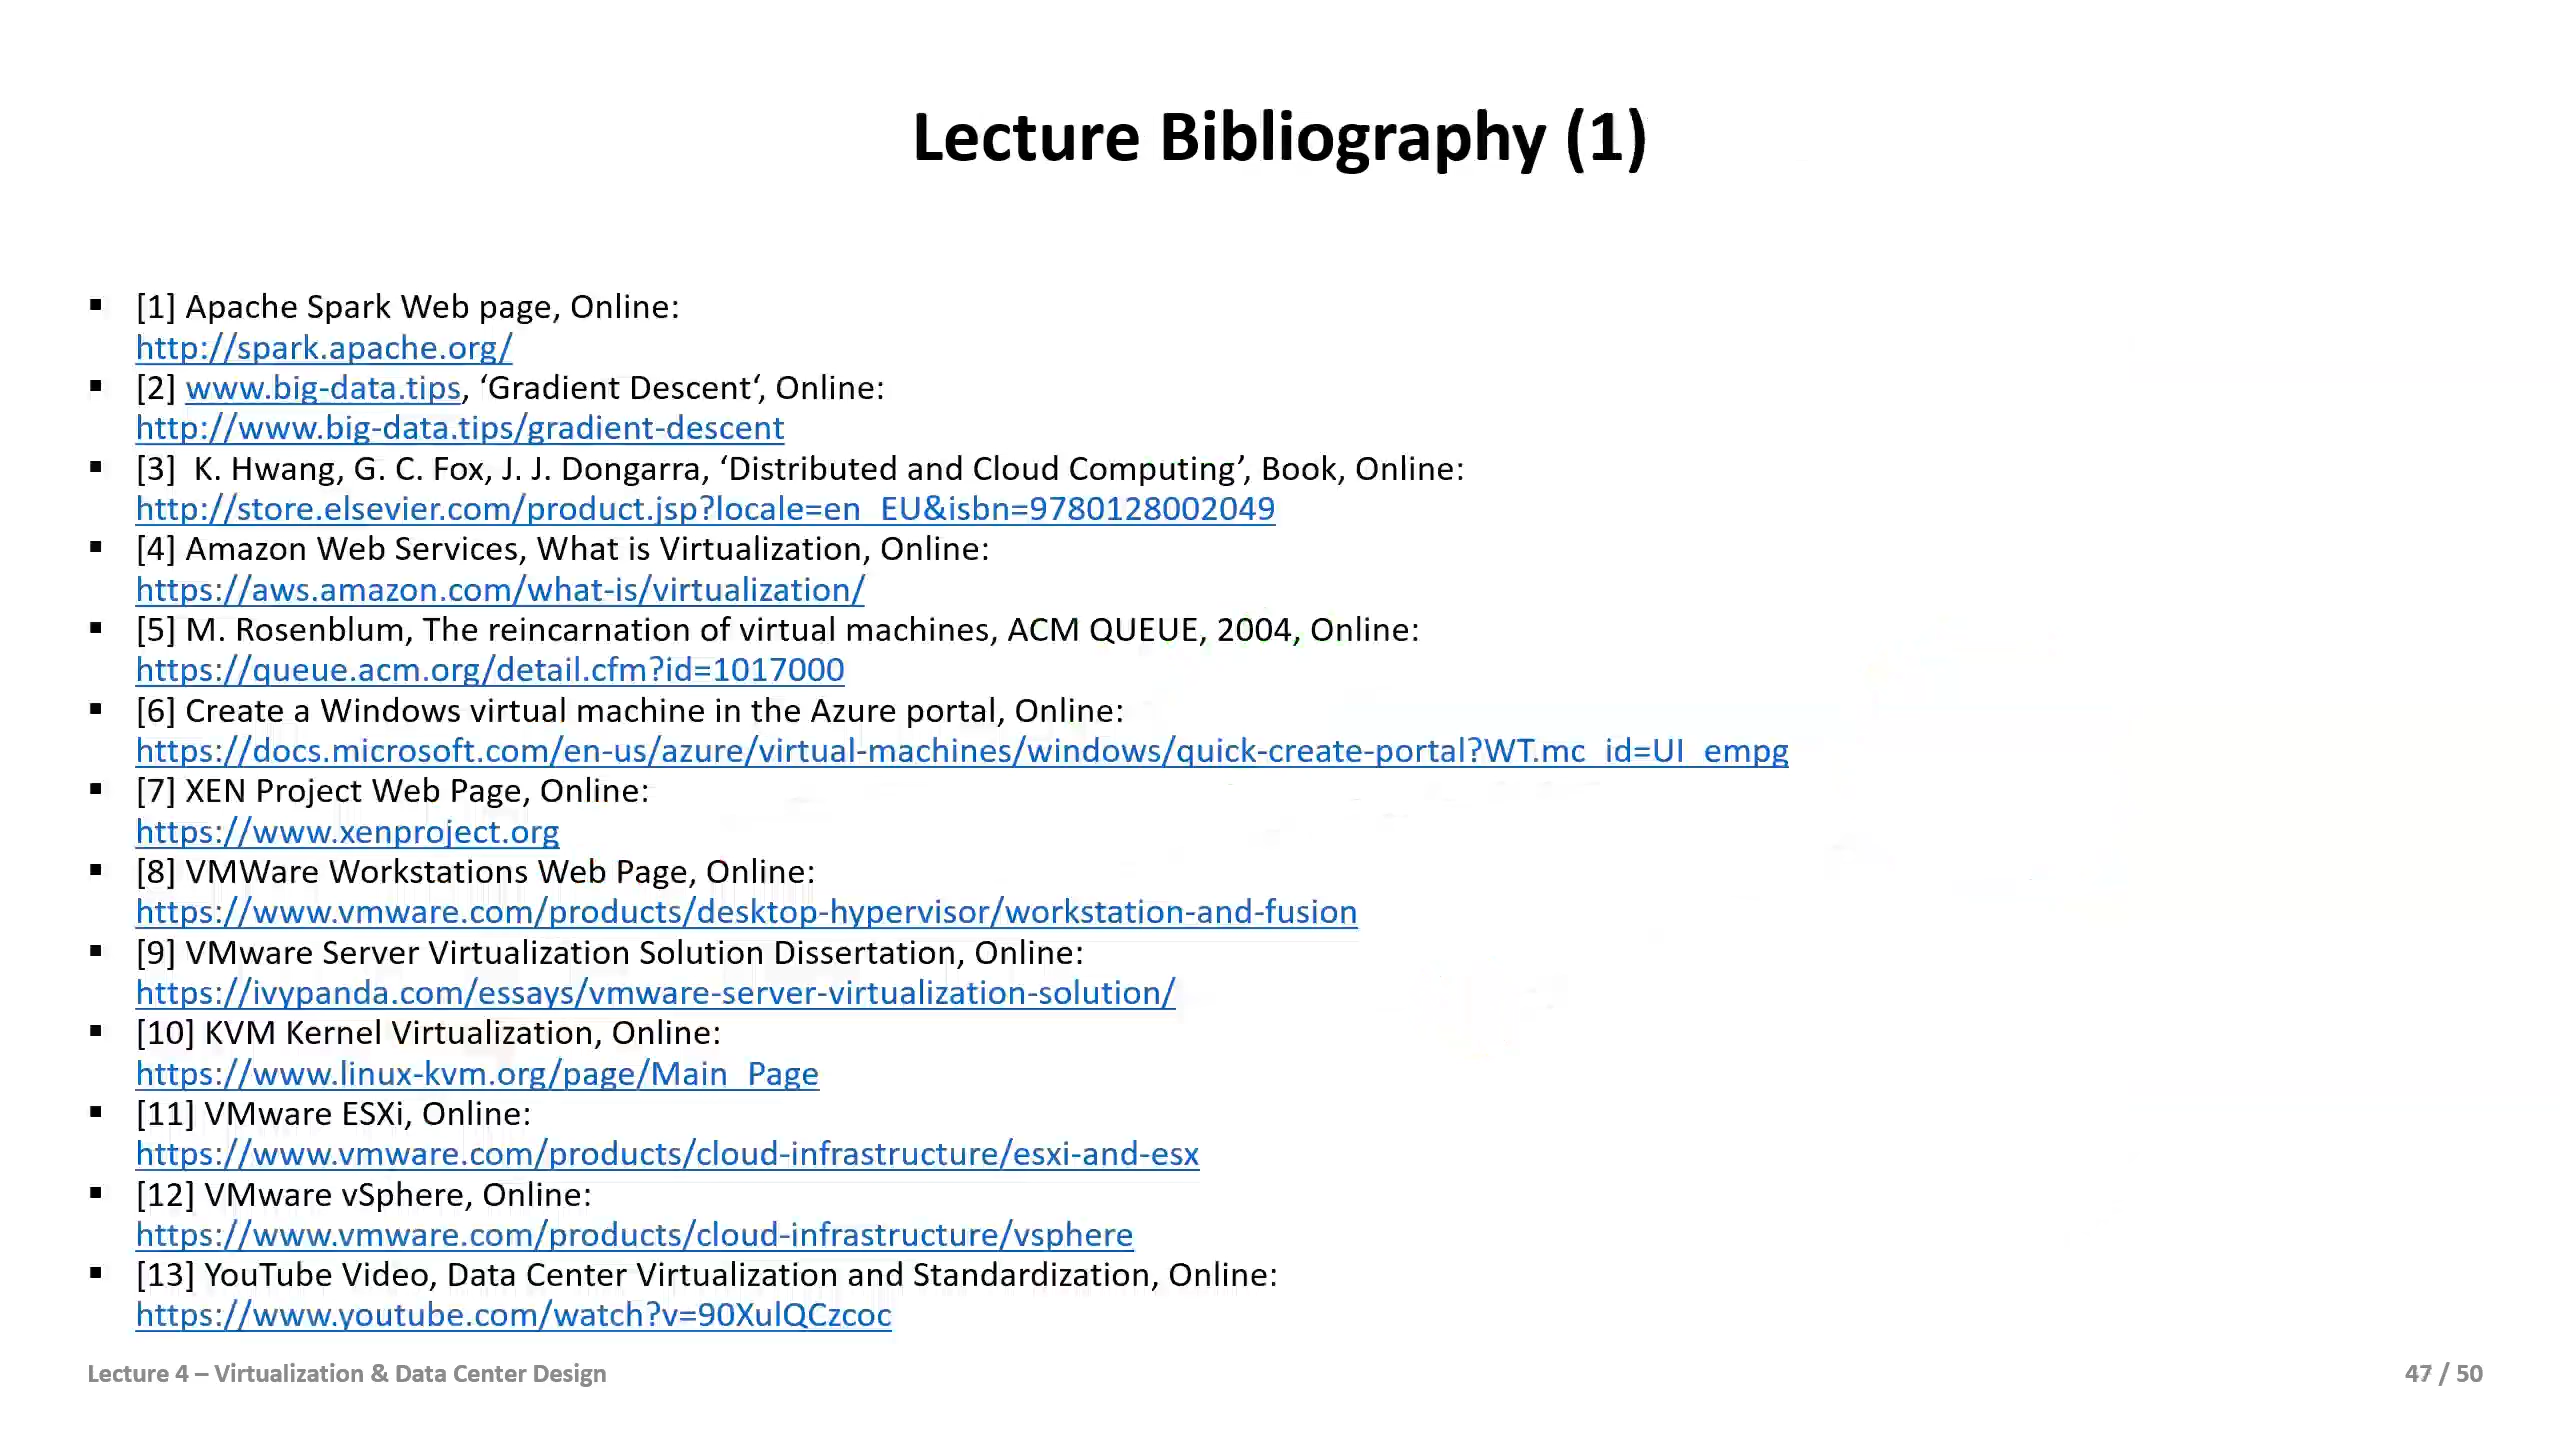 Lecture Bibliography (1)
▪ [1] Apache Spark Web page, Online:
http://spark.apache.org/
▪ [2] www.big-data.tips, ‘Gradient Descent‘, Online:
http://www.big-data.tips/gradient-descent
▪ [3]  K. Hwang, G. C. Fox, J. J. Dongarra, ‘Distributed and Cloud Computing’, Book, Online:
http://store.elsevier.com/product.jsp?locale=en_EU&isbn=9780128002049
▪ [4] Amazon Web Services, What is Virtualization, Online:
https://aws.amazon.com/what-is/virtualization/
▪ [5] M. Rosenblum, The reincarnation of virtual machines, ACM QUEUE, 2004, Online:
https://queue.acm.org/detail.cfm?id=1017000
▪ [6] Create a Windows virtual machine in the Azure portal, Online:
https://docs.microsoft.com/en-us/azure/virtual-machines/windows/quick-create-portal?WT.mc_id=UI_empg
▪ [7] XEN Project Web Page, Online:
https://www.xenproject.org
▪ [8] VMWare Workstations Web Page, Online:
https://www.vmware.com/products/desktop-hypervisor/workstation-and-fusion
▪ [9] VMware Server Virtualization Solution Dissertation, Online:
https://ivypanda.com/essays/vmware-server-virtualization-solution/
▪ [10] KVM Kernel Virtualization, Online:
https://www.linux-kvm.org/page/Main_Page
▪ [11] VMware ESXi, Online:
https://www.vmware.com/products/cloud-infrastructure/esxi-and-esx
▪ [12] VMware vSphere, Online:
https://www.vmware.com/products/cloud-infrastructure/vsphere
▪ [13] YouTube Video, Data Center Virtualization and Standardization, Online:
https://www.youtube.com/watch?v=90XulQCzcoc
Lecture 4 – Virtualization & Data Center Design
47 / 50